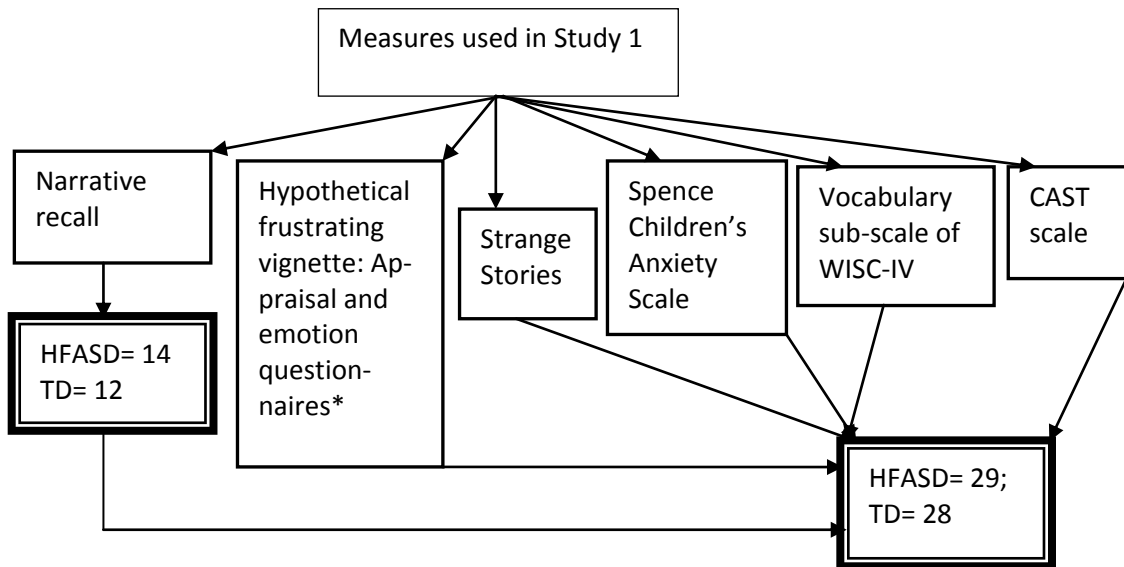 Measures used in Study 1
Narrative
recall
Hypothetical
frustrating
vignette: Ap-
praisal and
emotion
question-
naires*
Strange
Stories
Spence
Children’s
Anxiety
Scale
Vocabulary
sub-scale of
WISC-IV
CAST
scale
HFASD= 14
TD= 12
HFASD= 29;
TD= 28